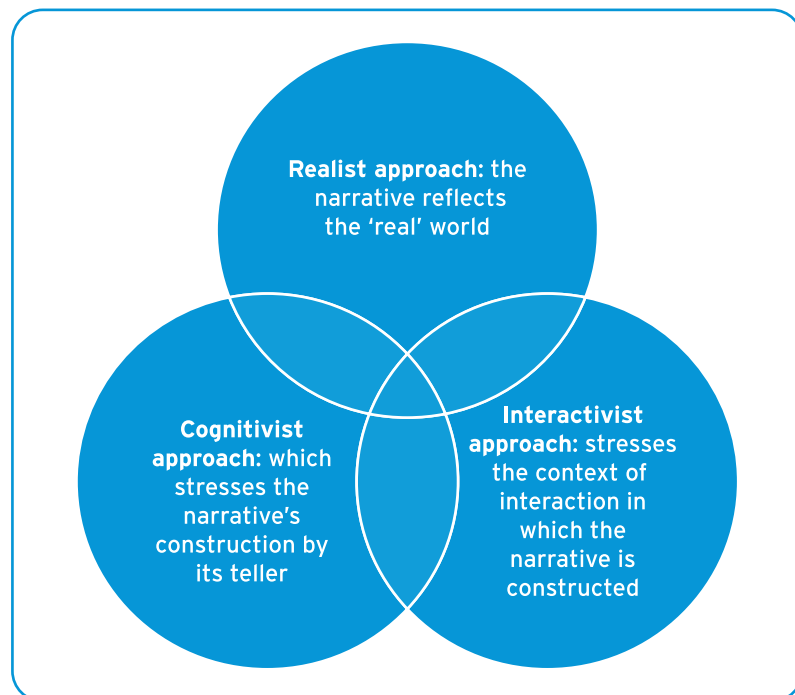 Realist approach: the
narrative reflects
the ‘real’ world
Cognitivist
approach: which
stresses the
narrative’s
construction by
its teller
Interactivist
approach: stresses
the context of
interaction in
which the
narrative is
constructed